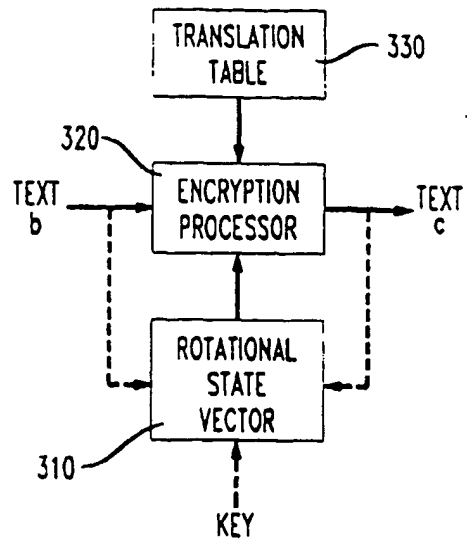 TRANSLATION
TABLE
330
320
TEXT
b
ENCRYPTION
PROCESSOR
TEXT
c
ROTATIONAL
STATE
VECTOR
310
KEY